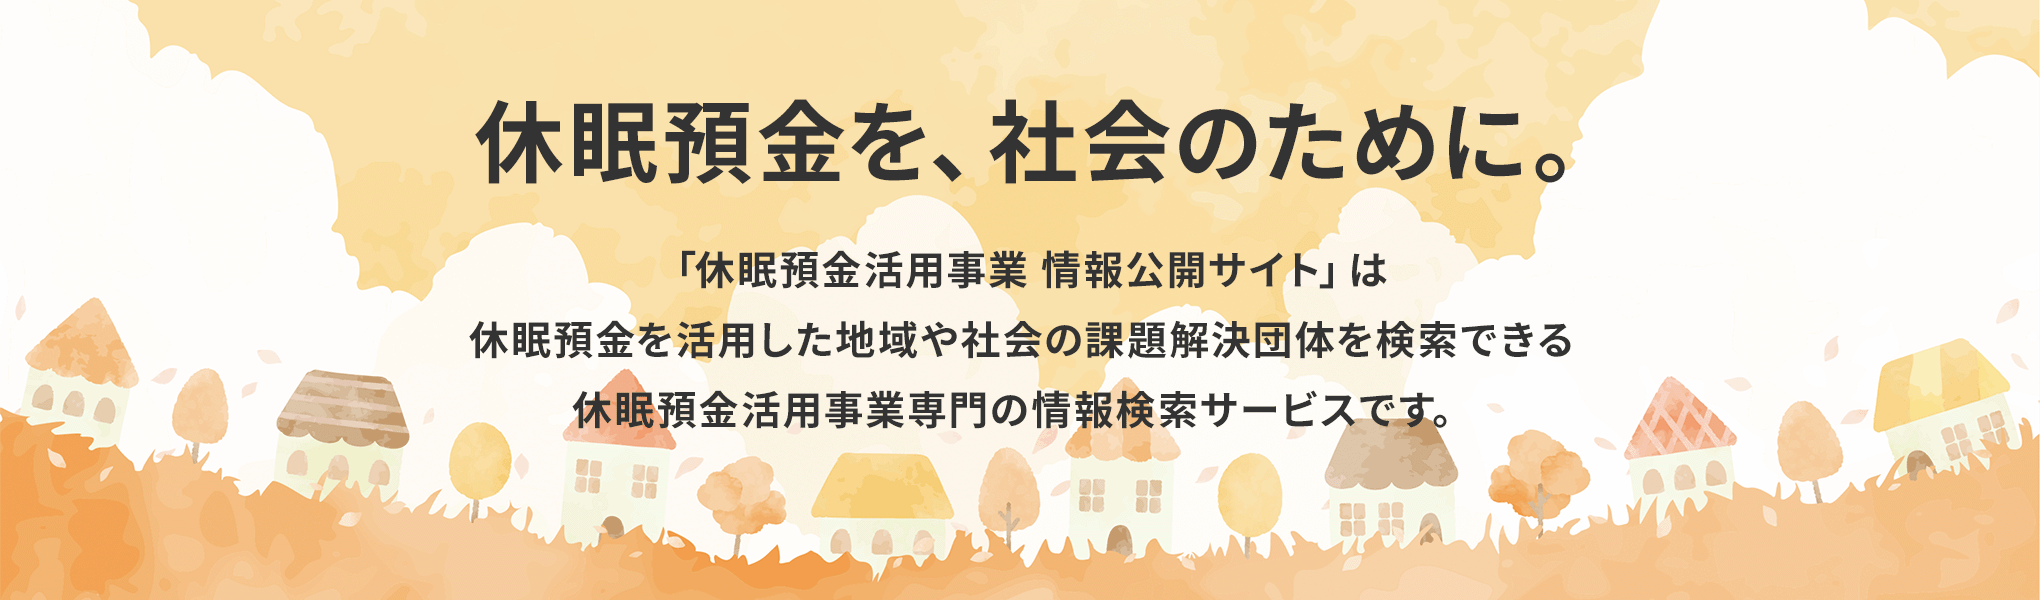 休眠預金を、社会のために。
「休眠預金活用事業 情報公開サイト」は
休眠預金を活用した地域や社会の課題解決団体を検索できる
休眠預金活用事業専門の情報検索サービスです。